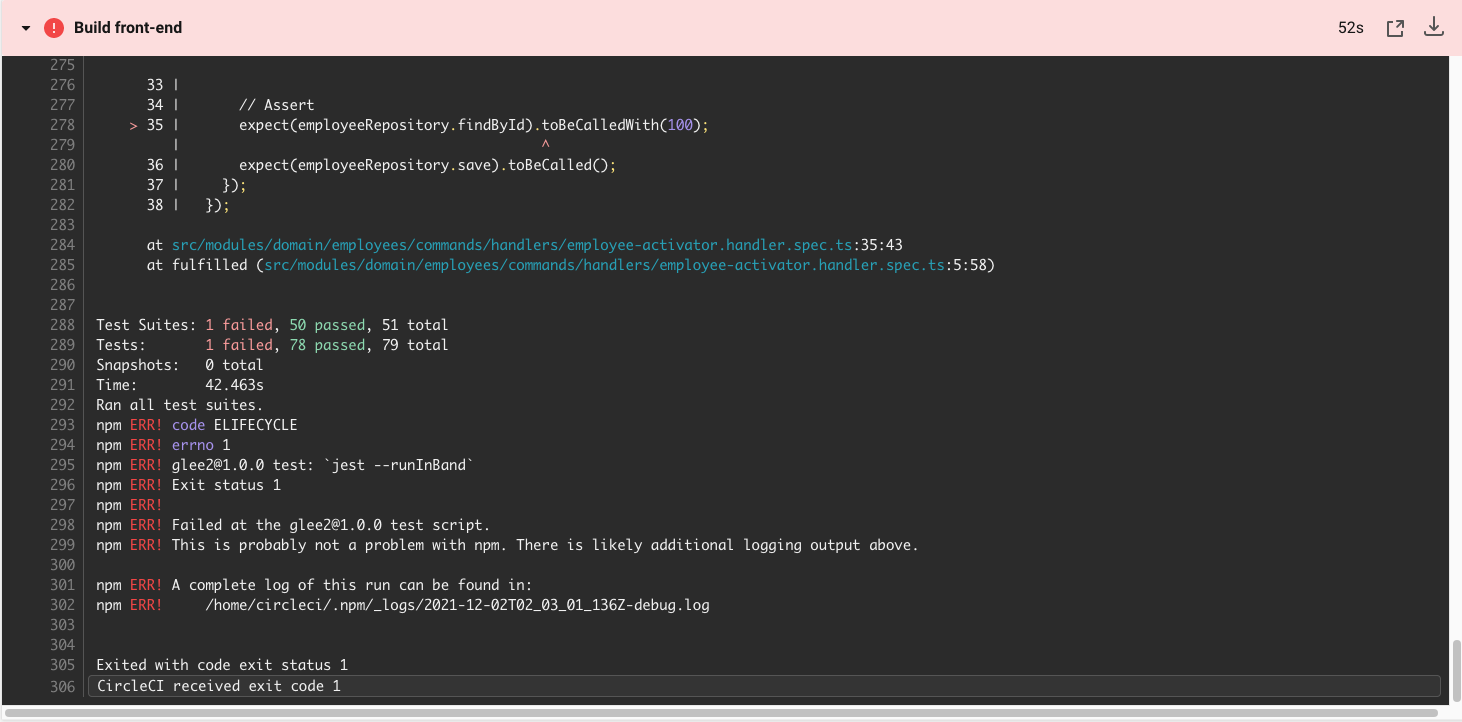 Build front-end
52s
275
276 33 |
277 34 | // Assert
278 > 35 | expect(employeeRepository.findById).toBeCalledWith(100);
279 | ^
280 36 | expect(employeeRepository.save).toBeCalled();
281 37 | });
282 38 | });
283
284 at src/modules/domain/employees/commands/handlers/employee-activator.handler.spec.ts:35:43
285 at fulfilled (src/modules/domain/employees/commands/handlers/employee-activator.handler.spec.ts:5:58)
286
287
288 Test Suites: 1 failed, 50 passed, 51 total
289 Tests: 1 failed, 78 passed, 79 total
290 Snapshots: 0 total
291 Time: 42.463s
292 Ran all test suites.
293 npm ERR! code ELIFECYCLE
294 npm ERR! errno 1
295 npm ERR! glee2@1.0.0 test: `jest --runInBand`
296 npm ERR! Exit status 1
297 npm ERR!
298 npm ERR! Failed at the glee2@1.0.0 test script.
299 npm ERR! This is probably not a problem with npm. There is likely additional logging output above.
300
301 npm ERR! A complete log of this run can be found in:
302 npm ERR! /home/circleci/.npm/_logs/2021-12-02T02_03_01_136Z-debug.log
303
304
305 Exited with code exit status 1
306 CircleCI received exit code 1